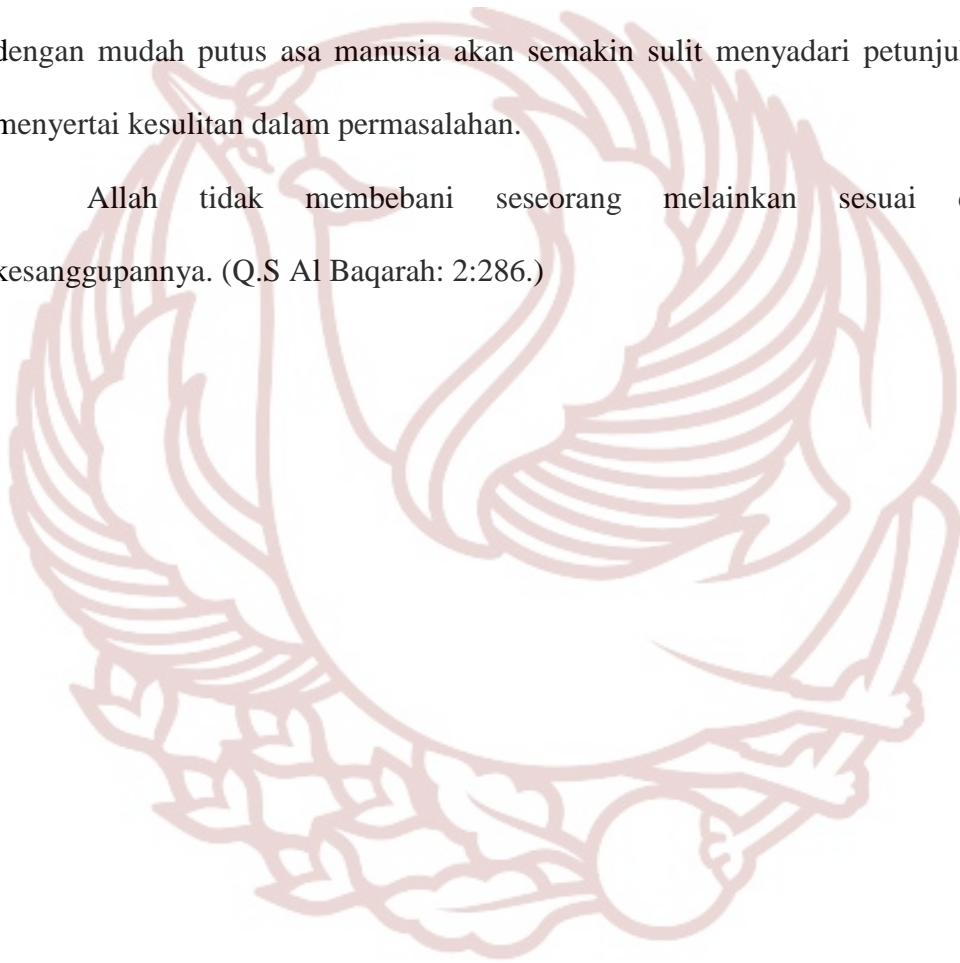 dengan mudah putus asa manusia akan semakin sulit menyadari
menyertai kesulitan dalam permasalahan.
Allah tidak membebani seseorang melainkan sesuai
kesanggupannya. (Q.S Al Baqarah: 2:286.)